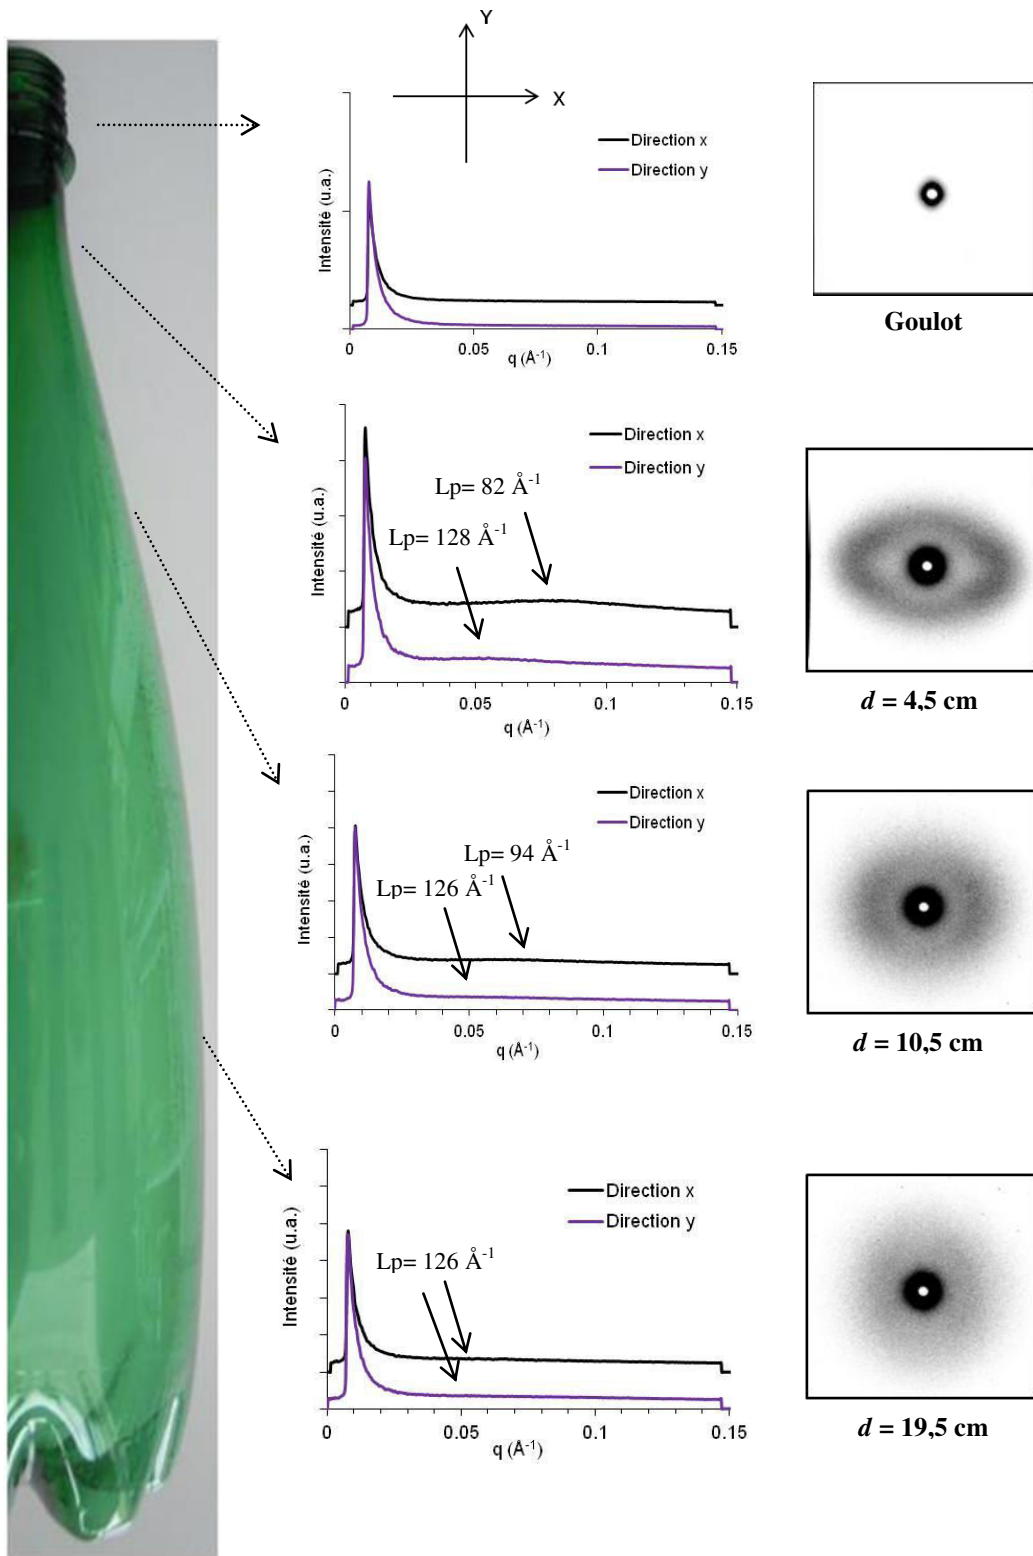 Y
X
Intensité (u.a.)
Direction x
Direction y
0
0.05
0.1
0.15
q (Å⁻¹)
Goulot
Intensité (u.a.)
Direction x
Direction y
Lp= 82 Å⁻¹
Lp= 128 Å⁻¹
0
0.05
0.1
0.15
q (Å⁻¹)
d = 4,5 cm
Intensité (u.a.)
Direction x
Direction y
Lp= 94 Å⁻¹
Lp= 126 Å⁻¹
0
0.05
0.1
0.15
q (Å⁻¹)
d = 10,5 cm
Intensité (u.a.)
Direction x
Direction y
Lp= 126 Å⁻¹
0
0.05
0.1
0.15
q (Å⁻¹)
d = 19,5 cm